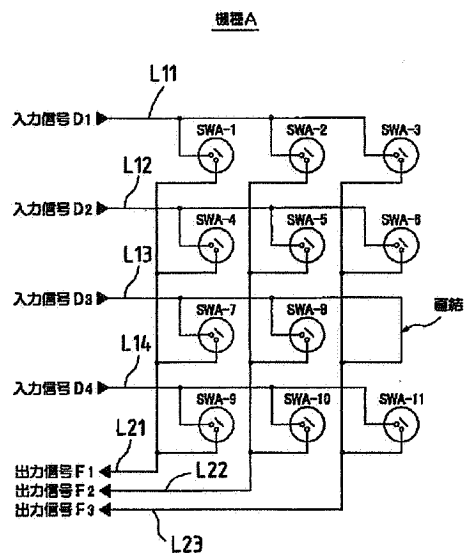 機種A
L11
入力信号 D1
SWA-1 SWA-2 SWA-3
L12
入力信号 D2
SWA-4 SWA-5 SWA-6
L13
入力信号 D3
SWA-7 SWA-8
直結
L14
入力信号 D4
SWA-9 SWA-10 SWA-11
L21
出力信号 F1
L22
出力信号 F2
出力信号 F3
L23